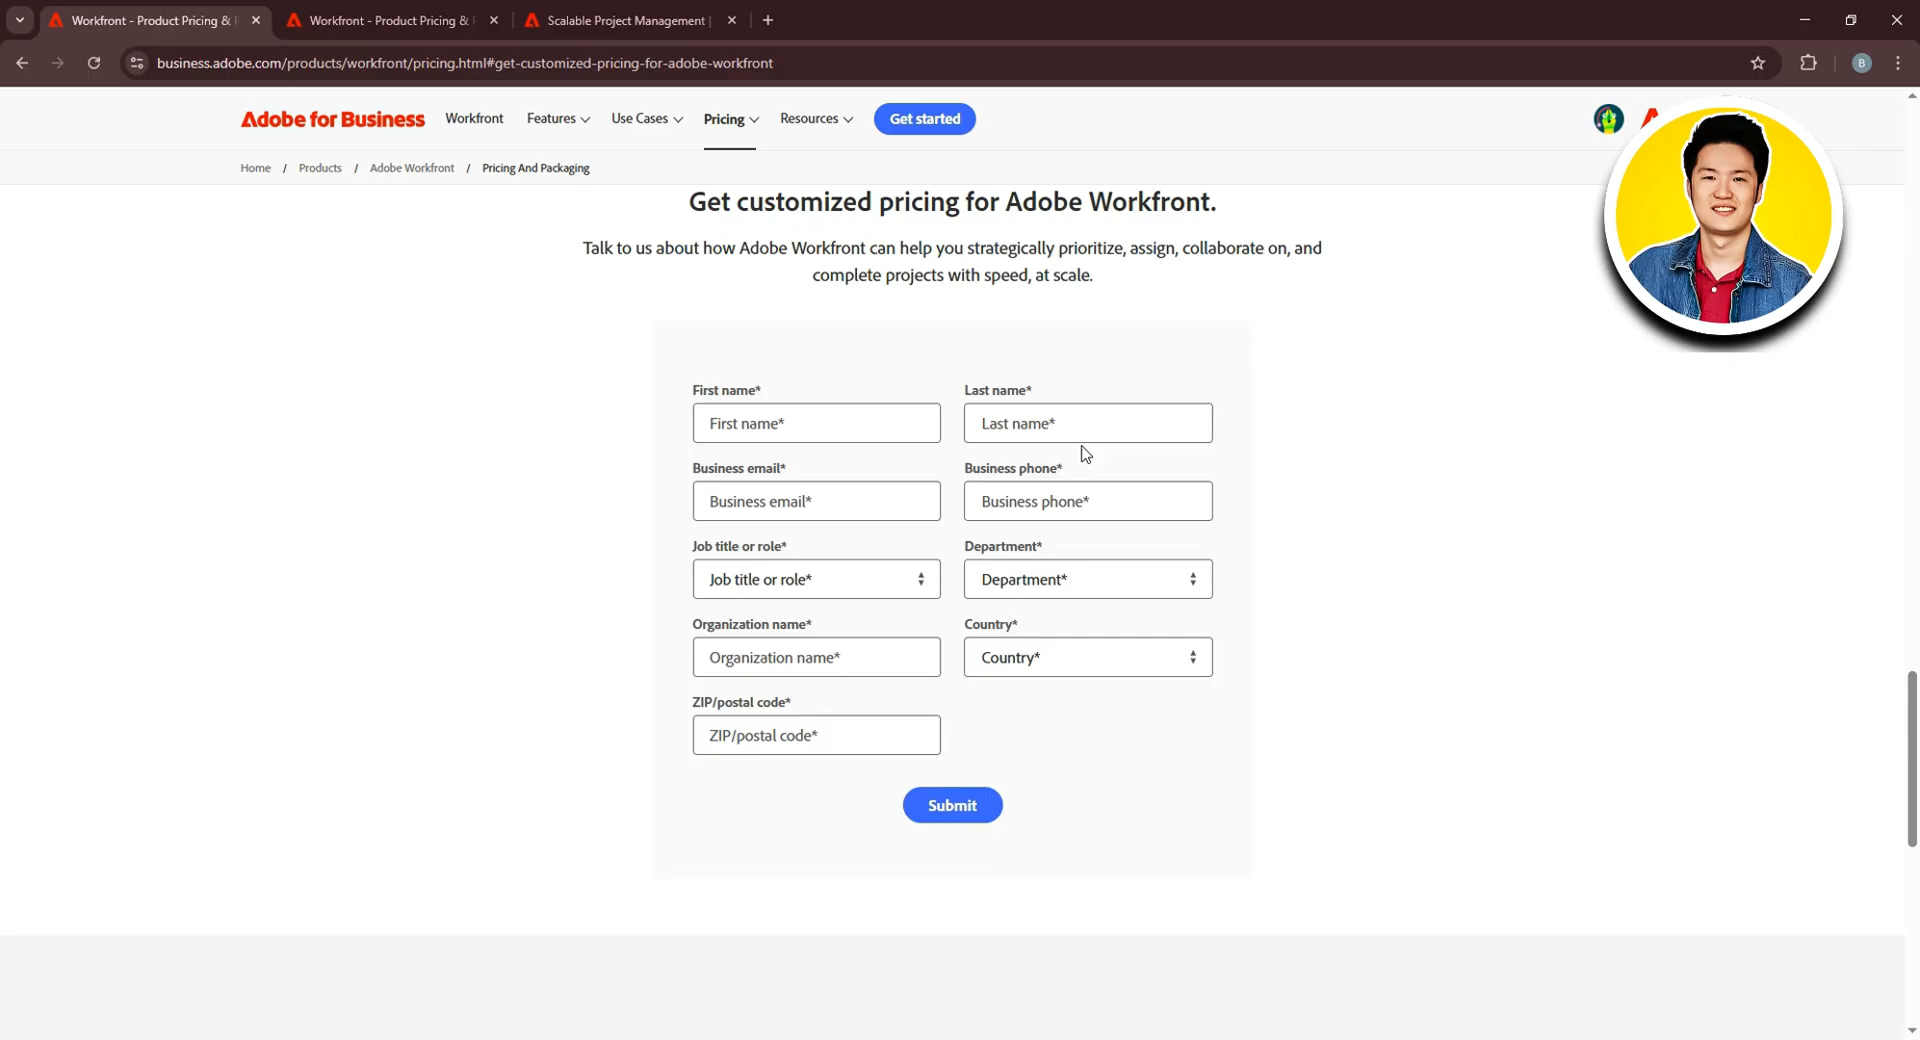 Workfront - Product Pricing &
Workfront - Product Pricing &
Scalable Project Management |
business.adobe.com/products/workfront/pricing.html#get-customized-pricing-for-adobe-workfront
B
Adobe for Business
Workfront
Features
Use Cases
Pricing
Resources
Get started
Home / Products / Adobe Workfront / Pricing And Packaging
Get customized pricing for Adobe Workfront.
Talk to us about how Adobe Workfront can help you strategically prioritize, assign, collaborate on, and
complete projects with speed, at scale.
First name*
Last name*
First name*
Last name*
Business email*
Business phone*
Business email*
Business phone*
Job title or role*
Department*
Job title or role*
Department*
Organization name*
Country*
Organization name*
Country*
ZIP/postal code*
ZIP/postal code*
Submit